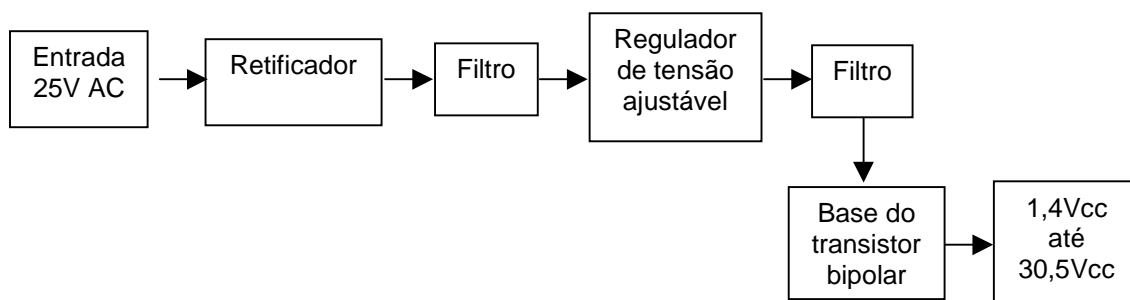 Entrada
25V AC
Retificador
Filtro
Regulador
de tensão
ajustável
Filtro
Base do
transistor
bipolar
1,4Vcc
até
30,5Vcc